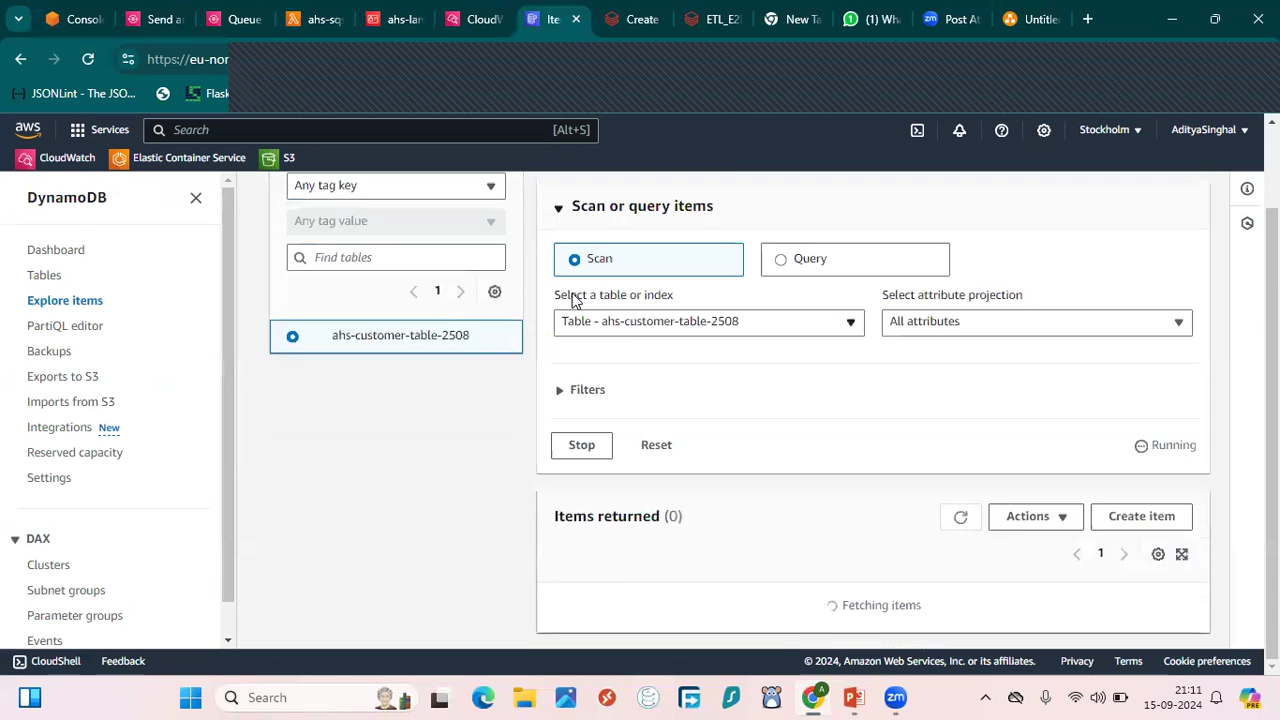 Consol
Send ar
Queue
ahs-sq
ahs-lar
CloudV
Ite
Create
ETL_E2
New Ta
(1) Wha
Post At
Untitle
https://eu-nor
JSONLint - The JSO...
Flask
aws
Services
Search
[Alt+S]
Stockholm
AdityaSinghal
CloudWatch
Elastic Container Service
S3
DynamoDB
Dashboard
Tables
Explore items
PartiQL editor
Backups
Exports to S3
Imports from S3
Integrations New
Reserved capacity
Settings
DAX
Clusters
Subnet groups
Parameter groups
Events
Any tag key
Any tag value
Find tables
1
ahs-customer-table-2508
Scan or query items
Scan
Query
Select a table or index
Select attribute projection
Table - ahs-customer-table-2508
All attributes
Filters
Stop
Reset
Running
Items returned (0)
Actions
Create item
1
Fetching items
CloudShell
Feedback
© 2024, Amazon Web Services, Inc. or its affiliates.
Privacy
Terms
Cookie preferences
Search
21:11
15-09-2024